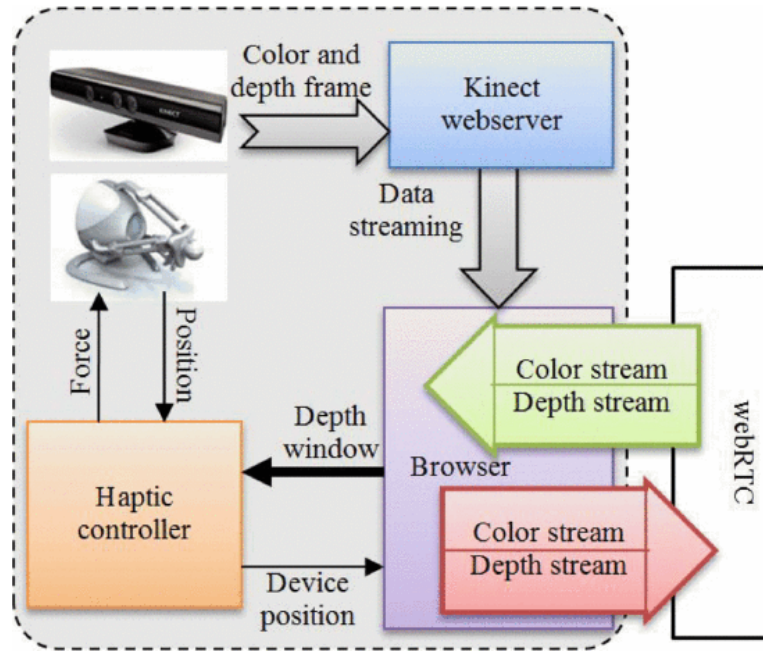 Color and
depth frame
KINECT
Kinect
webserver
Data
streaming
Force
Position
Color stream
Depth stream
webRTC
Depth
window
Browser
Haptic
controller
Color stream
Depth stream
Device
position